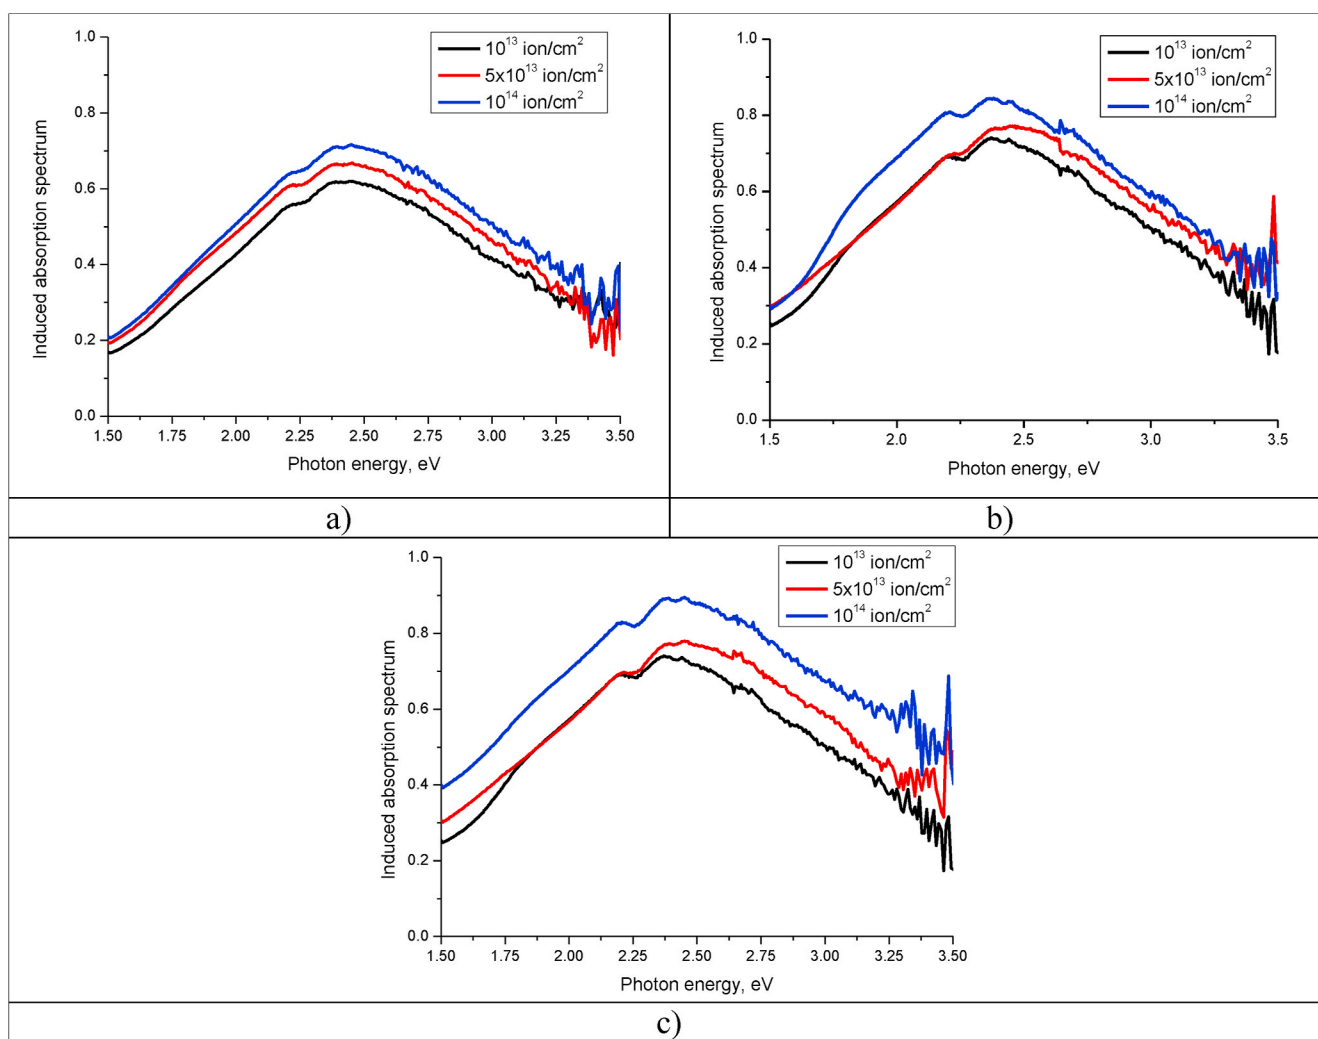 1.0
0.8
0.6
0.4
0.2
0.0
Induced absorption spectrum
10¹³ ion/cm²
5x10¹³ ion/cm²
10¹⁴ ion/cm²
1.50 1.75 2.00 2.25 2.50 2.75 3.00 3.25 3.50
Photon energy, eV
a)
1.0
0.8
0.6
0.4
0.2
0.0
Induced absorption spectrum
10¹³ ion/cm²
5x10¹³ ion/cm²
10¹⁴ ion/cm²
1.5 2.0 2.5 3.0 3.5
Photon energy, eV
b)
1.0
0.8
0.6
0.4
0.2
0.0
Induced absorption spectrum
10¹³ ion/cm²
5x10¹³ ion/cm²
10¹⁴ ion/cm²
1.50 1.75 2.00 2.25 2.50 2.75 3.00 3.25 3.50
Photon energy, eV
c)